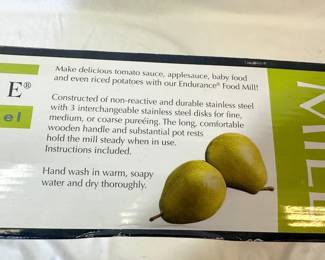 Make delicious tomato sauce, applesauce, baby food
and even riced potatoes with our Endurance® Food Mill!
E®
el
Constructed of non-reactive and durable stainless steel
with 3 interchangeable stainless steel disks for fine,
medium, or coarse puréeing. The long, comfortable
wooden handle and substantial pot rests
hold the mill steady when in use.
Instructions included.
Hand wash in warm, soapy
water and dry thoroughly.
MILL